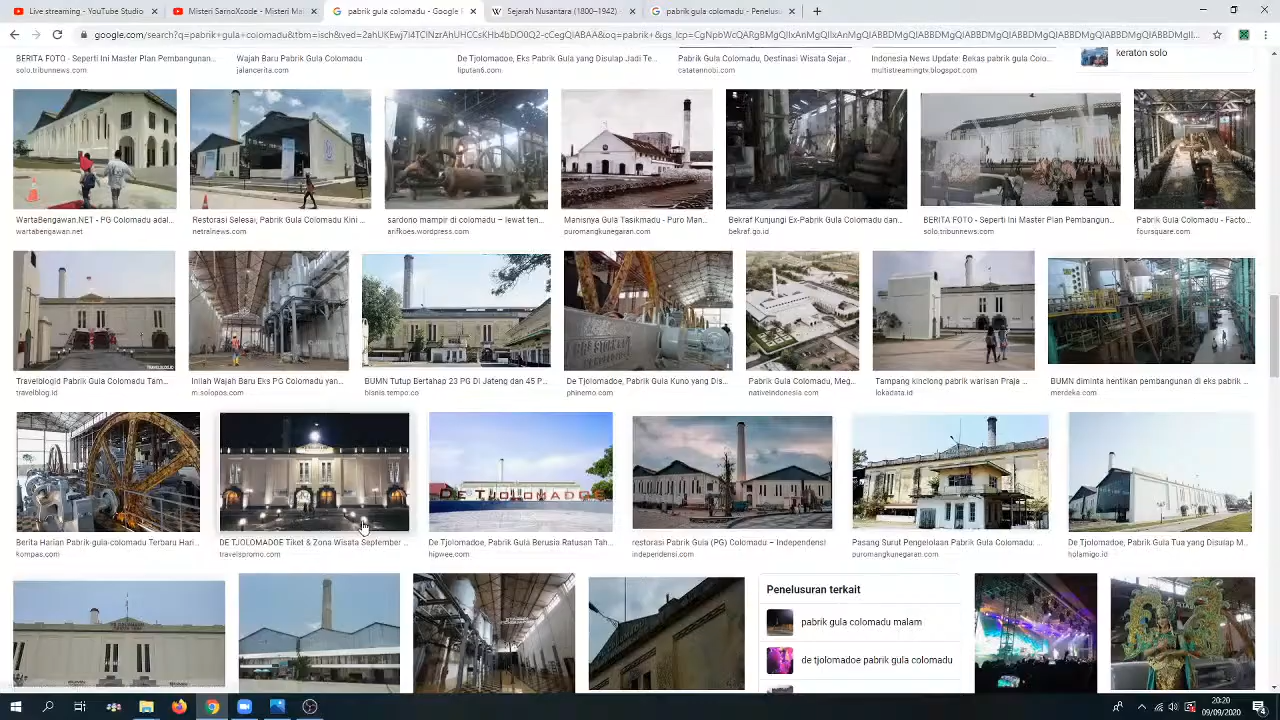 Live streaming - YouTube Studio
Misteri SarnoXcode - Misteri Mai
pabrik gula colomadu - Google P
Sejarah Nusantara (1800–1942) -
pabrik gula colomadu - Penelusu
keraton solo
BERITA FOTO - Seperti Ini Master Plan Pembangunan...
Wajah Baru Pabrik Gula Colomadu
De Tjolomadoe, Eks Pabrik Gula yang Disulap Jadi Te...
Pabrik Gula Colomadu, Destinasi Wisata Sejar...
Indonesia News Update: Bekas pabrik gula Colo...
solo.tribunnews.com
jalancerita.com
liputan6.com
catatannobi.com
multistreamingtv.blogspot.com
WartaBengawan.NET - PG Colomadu adal...
Restorasi Selesai, Pabrik Gula Colomadu Kini ...
sardono mampir di colomadu – lewat ten...
Manisnya Gula Tasikmadu - Puro Man...
Bekraf Kunjungi Ex-Pabrik Gula Colomadu dan...
BERITA FOTO - Seperti Ini Master Plan Pembangun...
Pabrik Gula Colomadu - Facto...
wartabengawan.net
netralnews.com
arifkoes.wordpress.com
puromangkunegaran.com
bekraf.go.id
solo.tribunnews.com
foursquare.com
Travelblogid Pabrik Gula Colomadu Tam...
Inilah Wajah Baru Eks PG Colomadu yan...
BUMN Tutup Bertahap 23 PG Di Jateng dan 45 P...
De Tjolomadoe, Pabrik Gula Kuno yang Dis...
Pabrik Gula Colomadu, Meg...
Tampang kinclong pabrik warisan Praja ...
BUMN diminta hentikan pembangunan di eks pabrik ...
travelblog.id
m.solopos.com
bisnis.tempo.co
phinemo.com
nativeindonesia.com
lokadata.id
merdeka.com
DE TJOLOMADOE
Berita Harian Pabrik-gula-colomadu Terbaru Hari...
DE TJOLOMADOE Tiket & Zona Wisata September ...
De Tjolomadoe, Pabrik Gula Berusia Ratusan Tah...
restorasi Pabrik Gula (PG) Colomadu – Independensi
Pasang Surut Pengelolaan Pabrik Gula Colomadu: ...
De Tjolomadoe, Pabrik Gula Tua yang Disulap M...
kompas.com
travelspromo.com
hipwee.com
independensi.com
puromangkunegaran.com
holamigo.id
Penelusuran terkait
pabrik gula colomadu malam
de tjolomadoe pabrik gula colomadu
20:20
09/09/2020